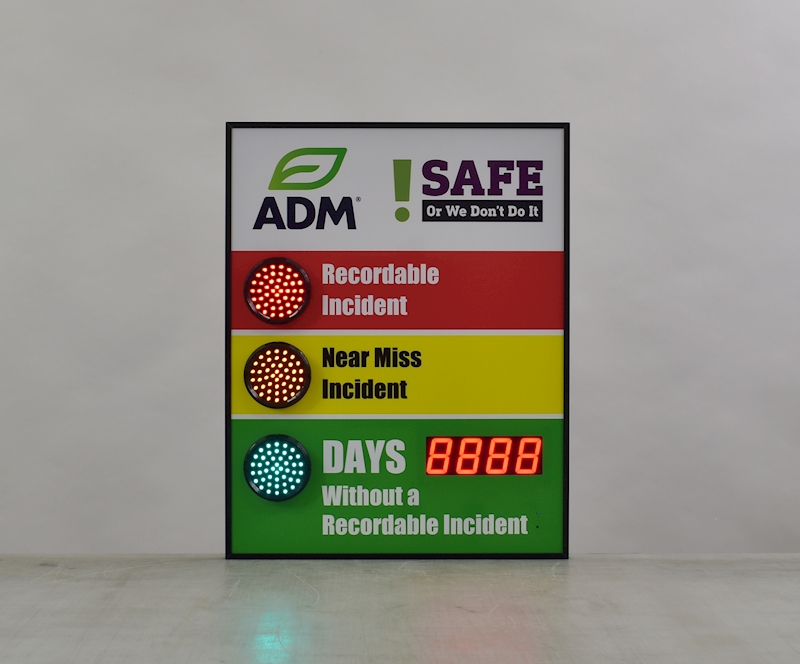 ADM®
! SAFE
Or We Don't Do It
Recordable
Incident
Near Miss
Incident
DAYS 8888
Without a
Recordable Incident